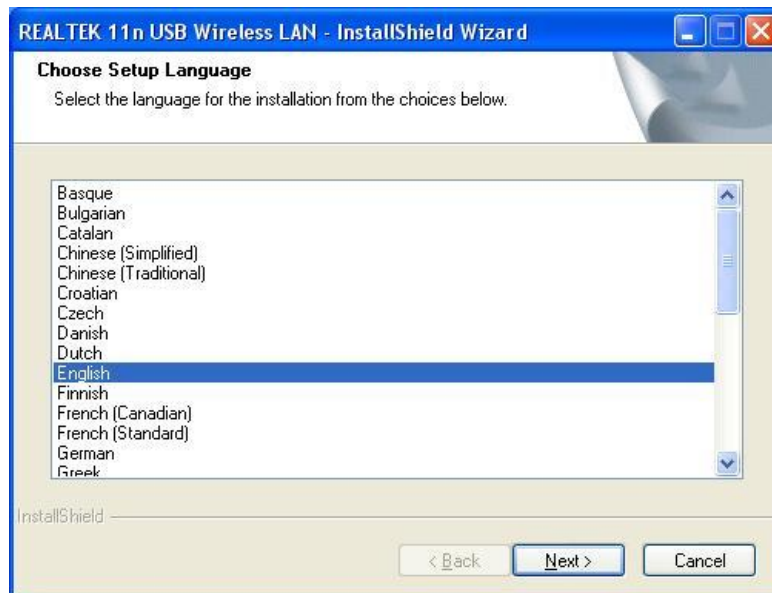 REALTEK 11n USB Wireless LAN - InstallShield Wizard
Choose Setup Language
Select the language for the installation from the choices below.
Basque
Bulgarian
Catalan
Chinese (Simplified)
Chinese (Traditional)
Croatian
Czech
Danish
Dutch
English
Finnish
French (Canadian)
French (Standard)
German
Greek
InstallShield
< Back
Next >
Cancel